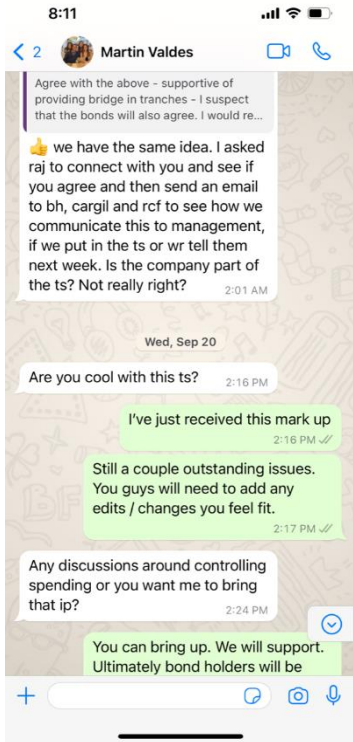 8:11
2
Martin Valdes
Agree with the above - supportive of
providing bridge in tranches - I suspect
that the bonds will also agree. I would re...
👍 we have the same idea. I asked
raj to connect with you and see if
you agree and then send an email
to bh, cargil and rcf to see how we
communicate this to management,
if we put in the ts or wr tell them
next week. Is the company part of
the ts? Not really right?
2:01 AM
Wed, Sep 20
Are you cool with this ts?
2:16 PM
I've just received this mark up
2:16 PM
Still a couple outstanding issues.
You guys will need to add any
edits / changes you feel fit.
2:17 PM
Any discussions around controlling
spending or you want me to bring
that ip?
2:24 PM
You can bring up. We will support.
Ultimately bond holders will be